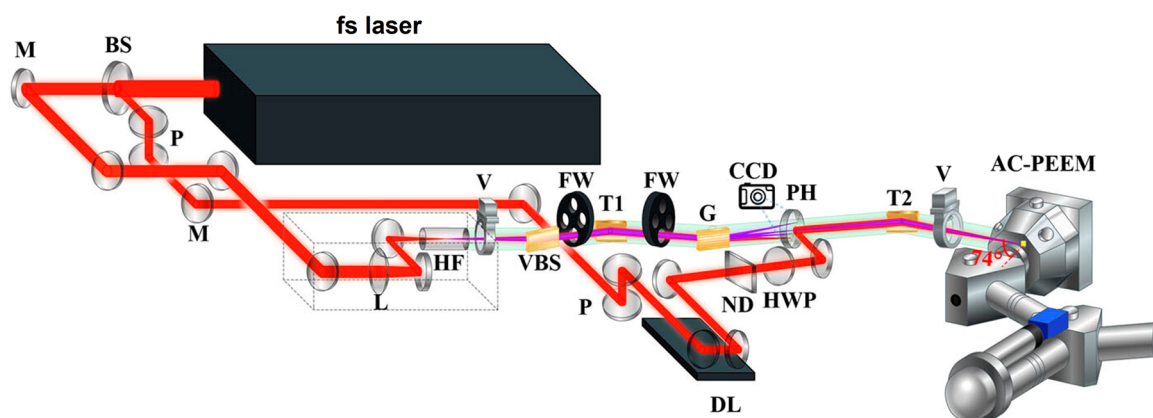 fs laser
M
BS
P
M
V
FW
T1
FW
G
CCD
PH
T2
V
AC-PEEM
HF
VBS
L
P
ND
HWP
DL
74°